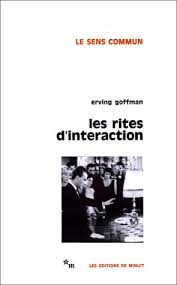 LE SENS COMMUN
erving goffman
les rites
d'interaction
LES EDITIONS DE MINUIT